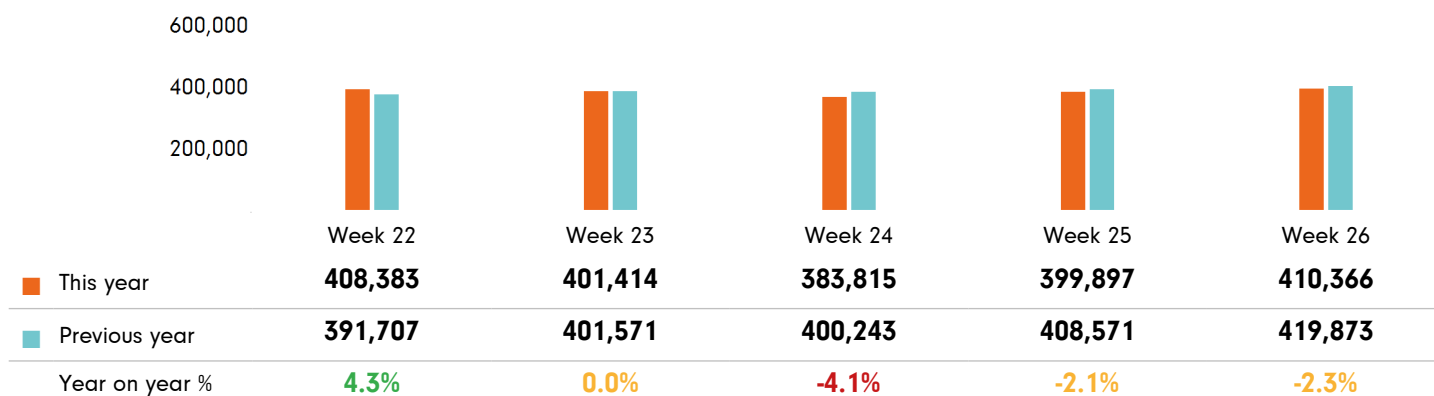 600,000
400,000
200,000
Week 22 Week 23 Week 24 Week 25 Week 26
This year 408,383 401,414 383,815 399,897 410,366
Previous year 391,707 401,571 400,243 408,571 419,873
Year on year % 4.3% 0.0% -4.1% -2.1% -2.3%